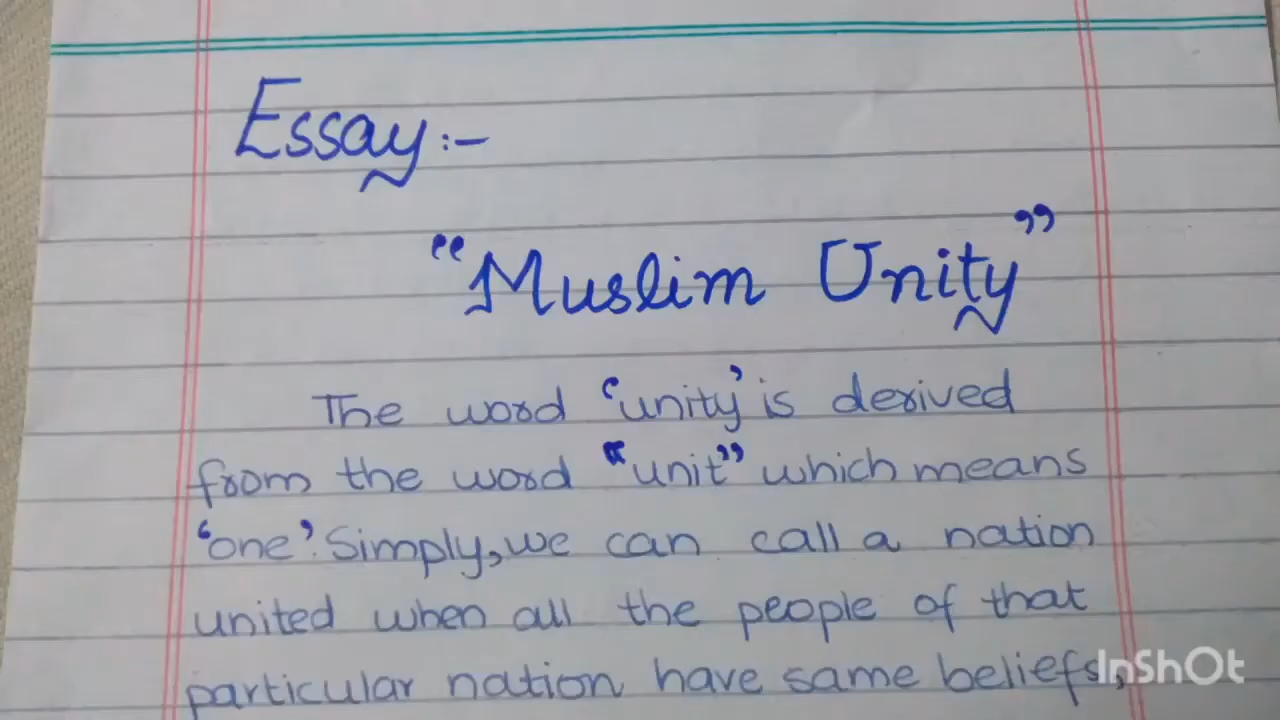 Essay:-
"Muslim Unity"
The word 'unity' is derived
from the word "unit" which means
'one'. Simply, we can call a nation
united when all the people of that
particular nation have same beliefs,
InShOt